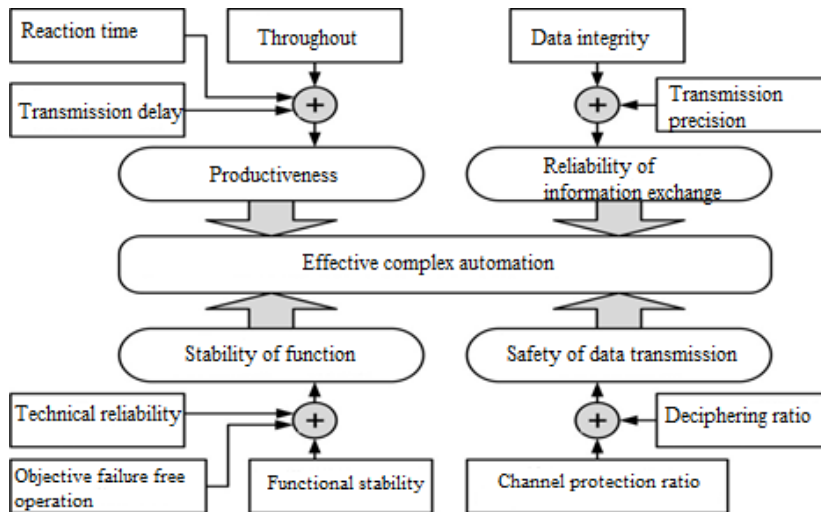 Reaction time
Throughout
Data integrity
Transmission delay
+
+
Transmission
precision
Productiveness
Reliability of
information exchange
Effective complex automation
Stability of function
Safety of data transmission
Technical reliability
+
+
Deciphering ratio
Objective failure free
operation
Functional stability
Channel protection ratio